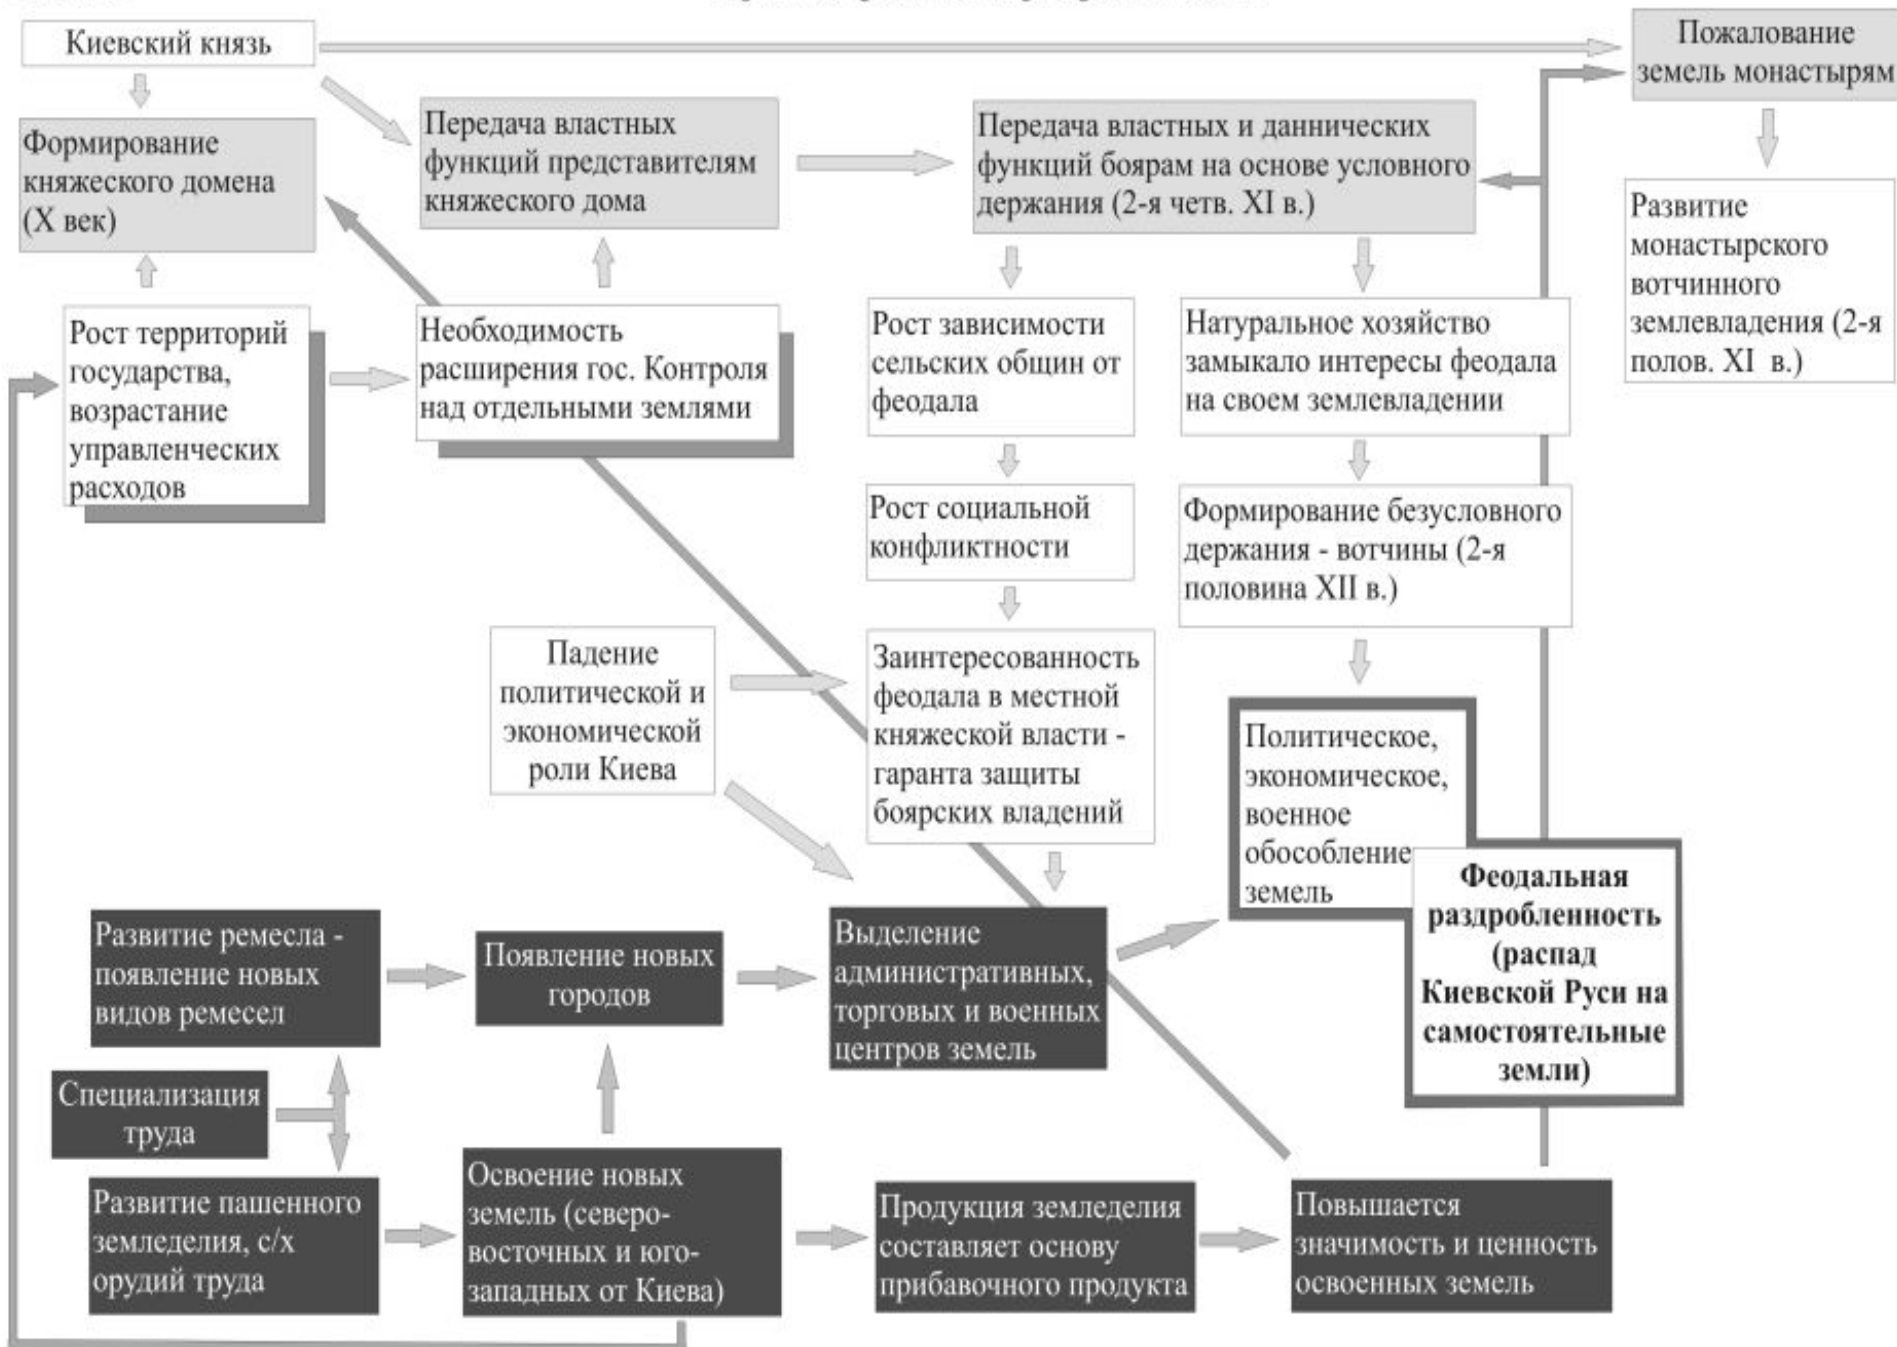 Киевский князь
Пожалование
земель монастырям
Формирование
княжеского домена
(X век)
Передача властных
функций представителям
княжеского дома
Передача властных и даннических
функций боярам на основе условного
держания (2-я четв. XI в.)
Развитие
монастырского
вотчинного
землевладения (2-я
полов. XI в.)
Рост территорий
государства,
возрастание
управленческих
расходов
Необходимость
расширения гос. Контроля
над отдельными землями
Рост зависимости
сельских общин от
феодала
Натуральное хозяйство
замыкало интересы феодала
на своем землевладении
Рост социальной
конфликтности
Формирование безусловного
держания - вотчины (2-я
половина XII в.)
Падение
политической и
экономической
роли Киева
Заинтересованность
феодала в местной
княжеской власти -
гаранта защиты
боярских владений
Политическое,
экономическое,
военное
обособление
земель
Феодальная
раздробленность
(распад
Киевской Руси на
самостоятельные
земли)
Развитие ремесла -
появление новых
видов ремесел
Появление новых
городов
Выделение
административных,
торговых и военных
центров земель
Специализация
труда
Развитие пашенного
земледелия, с/х
орудий труда
Освоение новых
земель (северо-
восточных и юго-
западных от Киева)
Продукция земледелия
составляет основу
прибавочного продукта
Повышается
значимость и ценность
освоенных земель